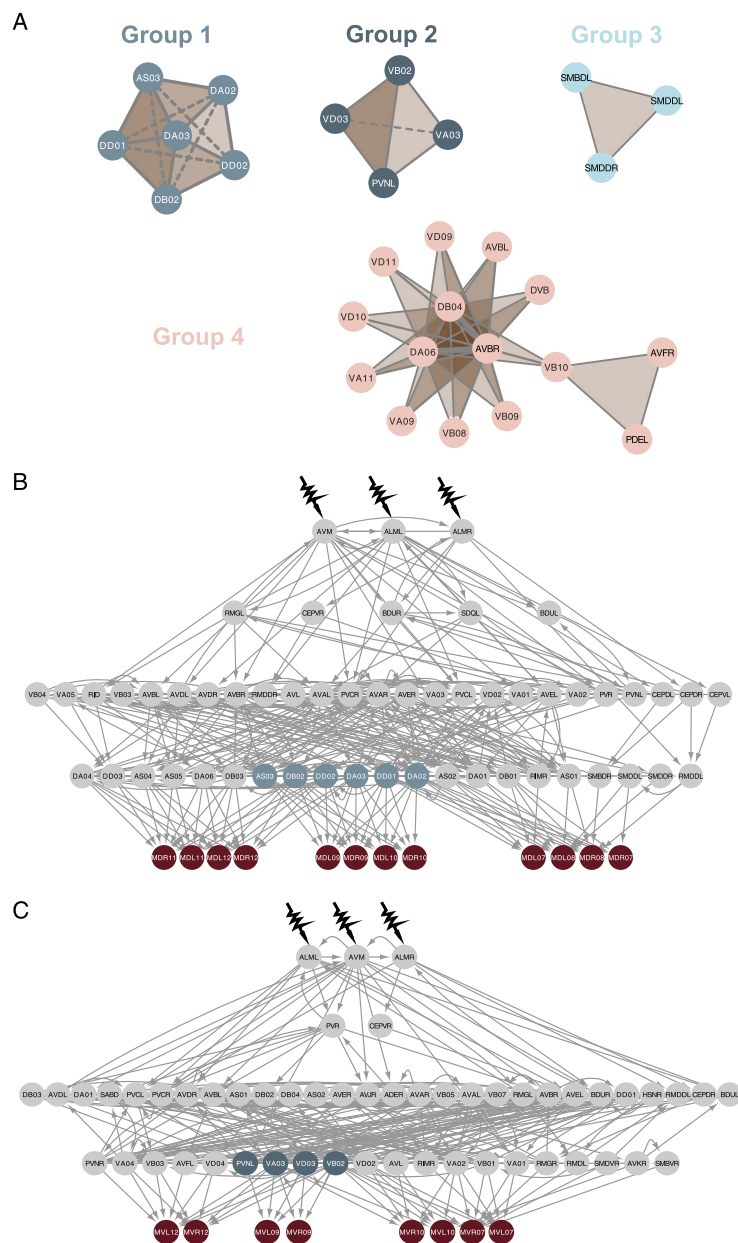 A
Group 1
Group 2
Group 3
AS03
DA02
DA03
DD01
DD02
DB02
VB02
VD03
VA03
PVNL
SMBDL
SMDDL
SMDDR
Group 4
VD09
AVBL
VD11
DVB
DB04
VD10
DA06
AVBR
AVFR
VB10
VA11
VA09
VB08
VB09
PDEL
B
AVM ALML ALMR
RMGL CEPVR BDUR SDQL BDUL
VB04 VA05 RID VB03 AVBL AVDL AVDR AVBR RMDDR AVL AVAL PVCR AVAR AVER VA03 PVCL VD02 VA01 AVEL VA02 PVR PVNL CEPDL CEPDR CEPVL
DA04 DD03 AS04 AS05 DA06 DB03 AS03 DB02 DD02 DA03 DD01 DA02 AS02 DA01 DB01 RIMR AS01 SMBDR SMDDL SMDDR RMDDL
MDR11 MDL11 MDL12 MDR12 MDL09 MDR09 MDL10 MDR10 MDL07 MDL08 MDR08 MDR07
C
ALML AVM ALMR
PVR CEPVR
DB03 AVDL DA01 SABD PVCL PVCR AVDR AVBL AS01 DB02 DB04 AS02 AVER AVJR ADER AVAR VB05 AVAL VB07 RMGL AVBR AVEL BDUR DD01 HSNR RMDDL CEPDR BDUL
PVNR VA04 VB03 AVFL VD04 PVNL VA03 VD03 VB02 VD02 AVL RIMR VA02 VB01 VA01 RMGR RMDL SMDVR AVKR SMBVR
MVL12 MVR12 MVL09 MVR09 MVR10 MVL10 MVR07 MVL07